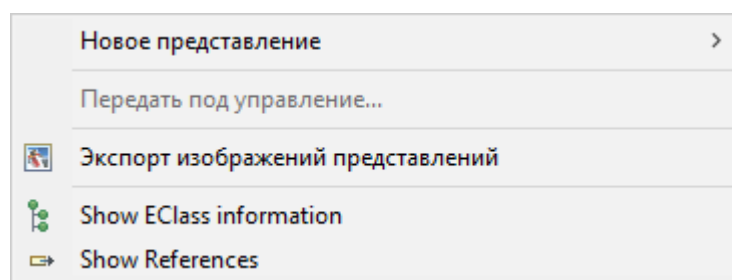 Новое представление
Передать под управление...
Экспорт изображений представлений
Show EClass information
Show References